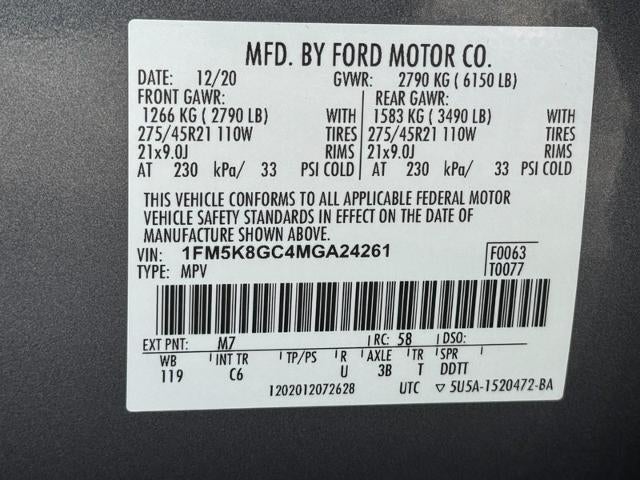 MFD. BY FORD MOTOR CO.
DATE: 12/20 GVWR: 2790 KG ( 6150 LB)
FRONT GAWR: REAR GAWR:
1266 KG ( 2790 LB) WITH 1583 KG ( 3490 LB) WITH
275/45R21 110W TIRES 275/45R21 110W TIRES
21x9.0J RIMS 21x9.0J RIMS
AT 230 kPa/ 33 PSI COLD AT 230 kPa/ 33 PSI COLD
THIS VEHICLE CONFORMS TO ALL APPLICABLE FEDERAL MOTOR
VEHICLE SAFETY STANDARDS IN EFFECT ON THE DATE OF
MANUFACTURE SHOWN ABOVE.
VIN: 1FM5K8GC4MGA24261 F0063
TYPE: MPV T0077
EXT PNT: M7 RC: 58 DSO:
WB INT TR TP/PS R AXLE TR SPR
119 C6 U 3B T DDTT
1202012072628 UTC ▽ 5U5A-1520472-BA